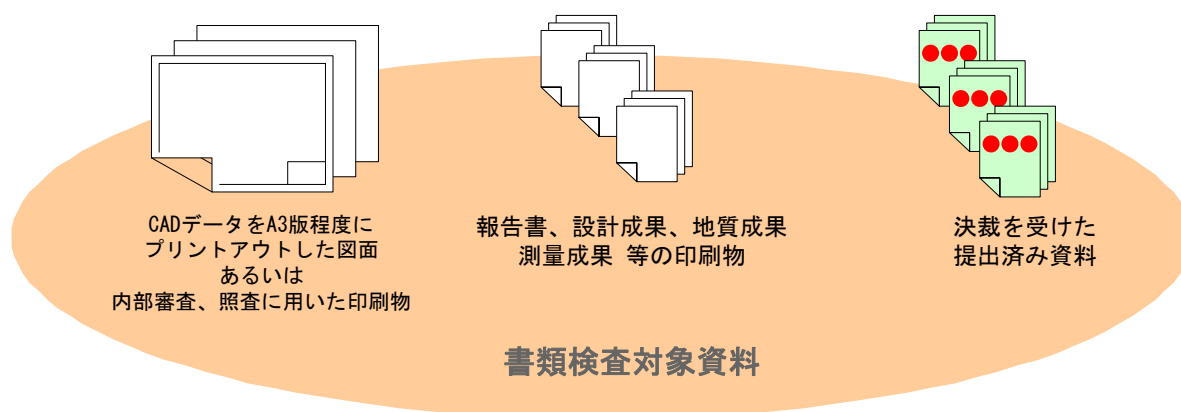 CADデータをA3版程度に
プリントアウトした図面
あるいは
内部審査、照査に用いた印刷物
報告書、設計成果、地質成果
測量成果 等の印刷物
決裁を受けた
提出済み資料
書類検査対象資料